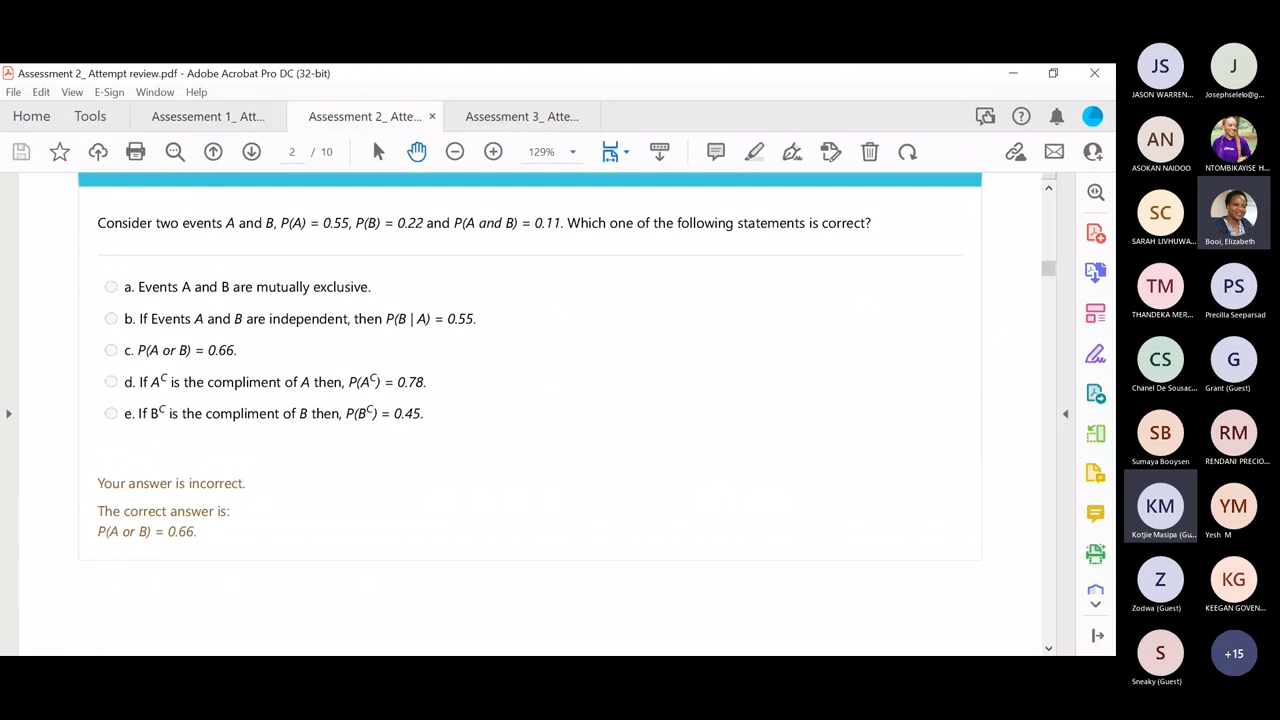 Assessment 2_ Attempt review.pdf - Adobe Acrobat Pro DC (32-bit)
File Edit View E-Sign Window Help
Home Tools Assessement 1_ Att... Assessment 2_ Atte... × Assessment 3_ Atte...
2 / 10 129%
Consider two events A and B, P(A) = 0.55, P(B) = 0.22 and P(A and B) = 0.11. Which one of the following statements is correct?
a. Events A and B are mutually exclusive.
b. If Events A and B are independent, then P(B | A) = 0.55.
c. P(A or B) = 0.66.
d. If A^C is the compliment of A then, P(A^C) = 0.78.
e. If B^C is the compliment of B then, P(B^C) = 0.45.
Your answer is incorrect.
The correct answer is:
P(A or B) = 0.66.
JS J
JASON WARREN... Josephselelo@g...
AN
ASOKAN NAIDOO NTOMBIKAYISE H...
SC
SARAH LIVHUWA... Booi, Elizabeth
TM PS
THANDEKA MER... Precilla Seeparsad
CS G
Chanel De Sousac... Grant (Guest)
SB RM
Sumaya Booysen RENDANI PRECIO...
KM YM
Kotjie Masipa (Gu... Yesh M
Z KG
Zodwa (Guest) KEEGAN GOVEN...
S +15
Sneaky (Guest)